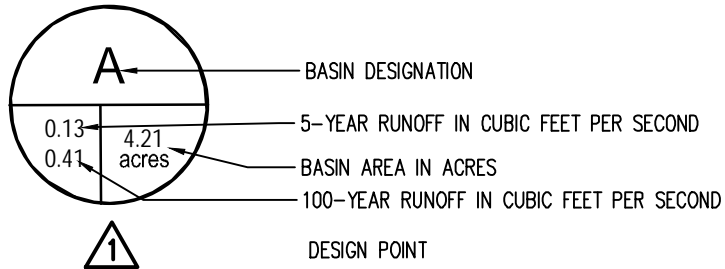 A
BASIN DESIGNATION
0.13
5-YEAR RUNOFF IN CUBIC FEET PER SECOND
4.21
acres
BASIN AREA IN ACRES
0.41
100-YEAR RUNOFF IN CUBIC FEET PER SECOND
1
DESIGN POINT